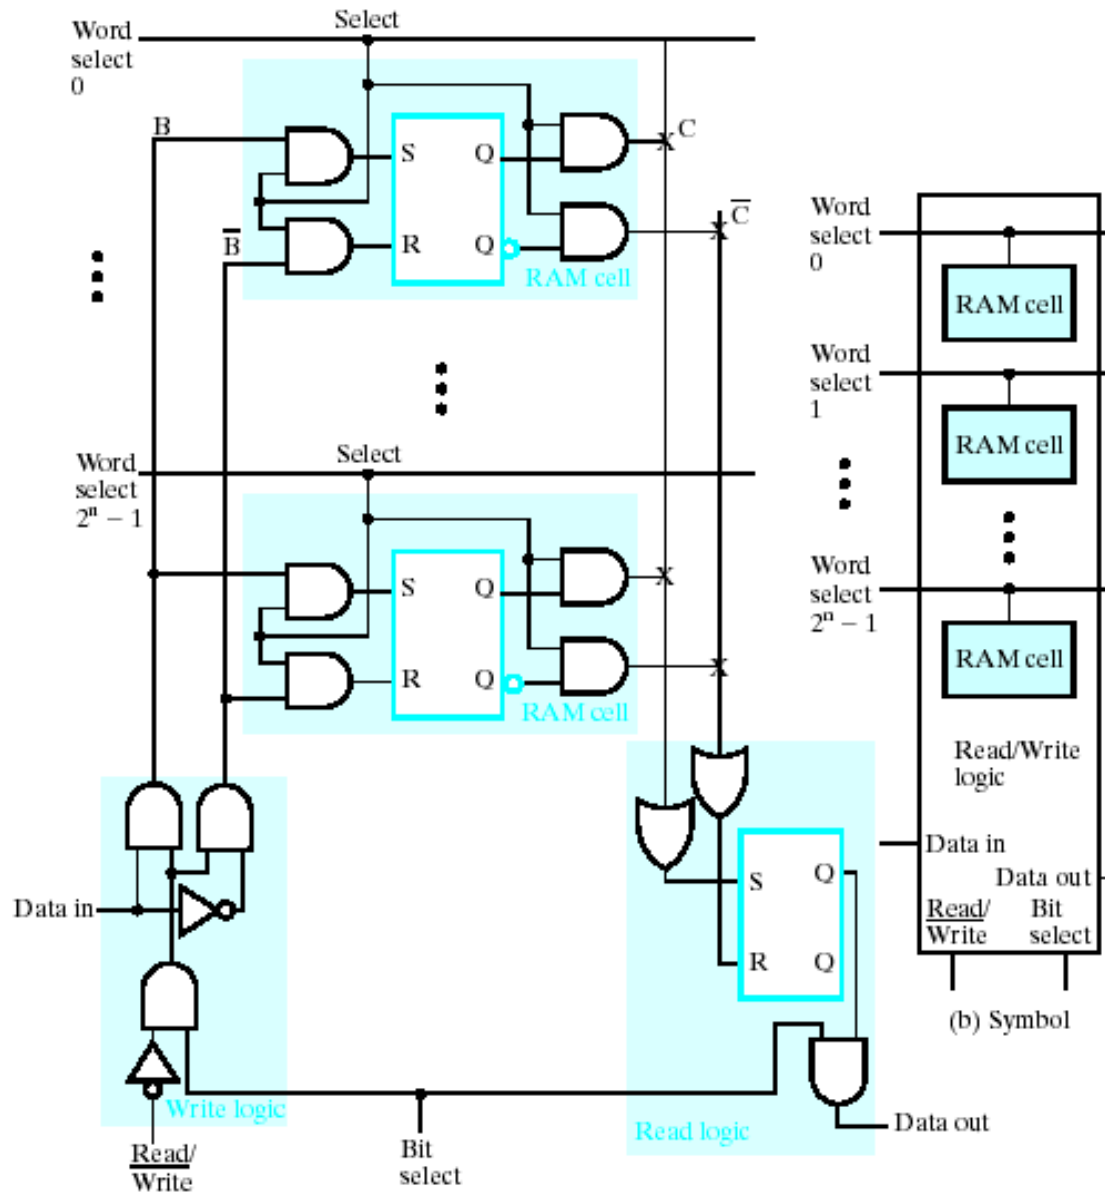 Word
select
0
Select
B
S
Q
C
B̅
R
Q
C̅
RAM cell
Word
select
2ⁿ − 1
Select
S
Q
R
Q
RAM cell
Data in
Write logic
Read/
W̅r̅i̅t̅e̅
Bit
select
S
Q
R
Q
Read logic
Data out
Word
select
0
RAM cell
Word
select
1
RAM cell
Word
select
2ⁿ − 1
RAM cell
Read/Write
logic
Data in
Data out
Read/
W̅r̅i̅t̅e̅
Bit
select
(b) Symbol